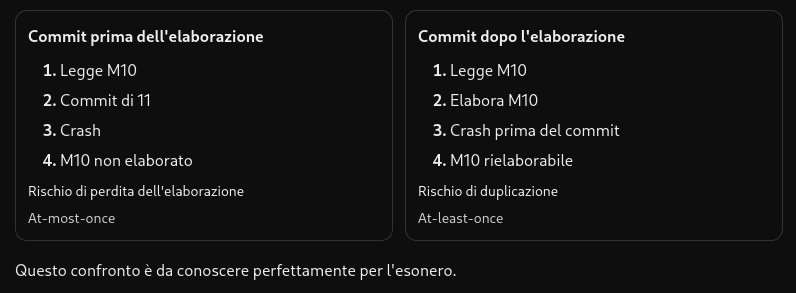 Commit prima dell'elaborazione
1. Legge M10
2. Commit di 11
3. Crash
4. M10 non elaborato
Rischio di perdita dell'elaborazione
At-most-once
Commit dopo l'elaborazione
1. Legge M10
2. Elabora M10
3. Crash prima del commit
4. M10 rielaborabile
Rischio di duplicazione
At-least-once
Questo confronto è da conoscere perfettamente per l'esonero.